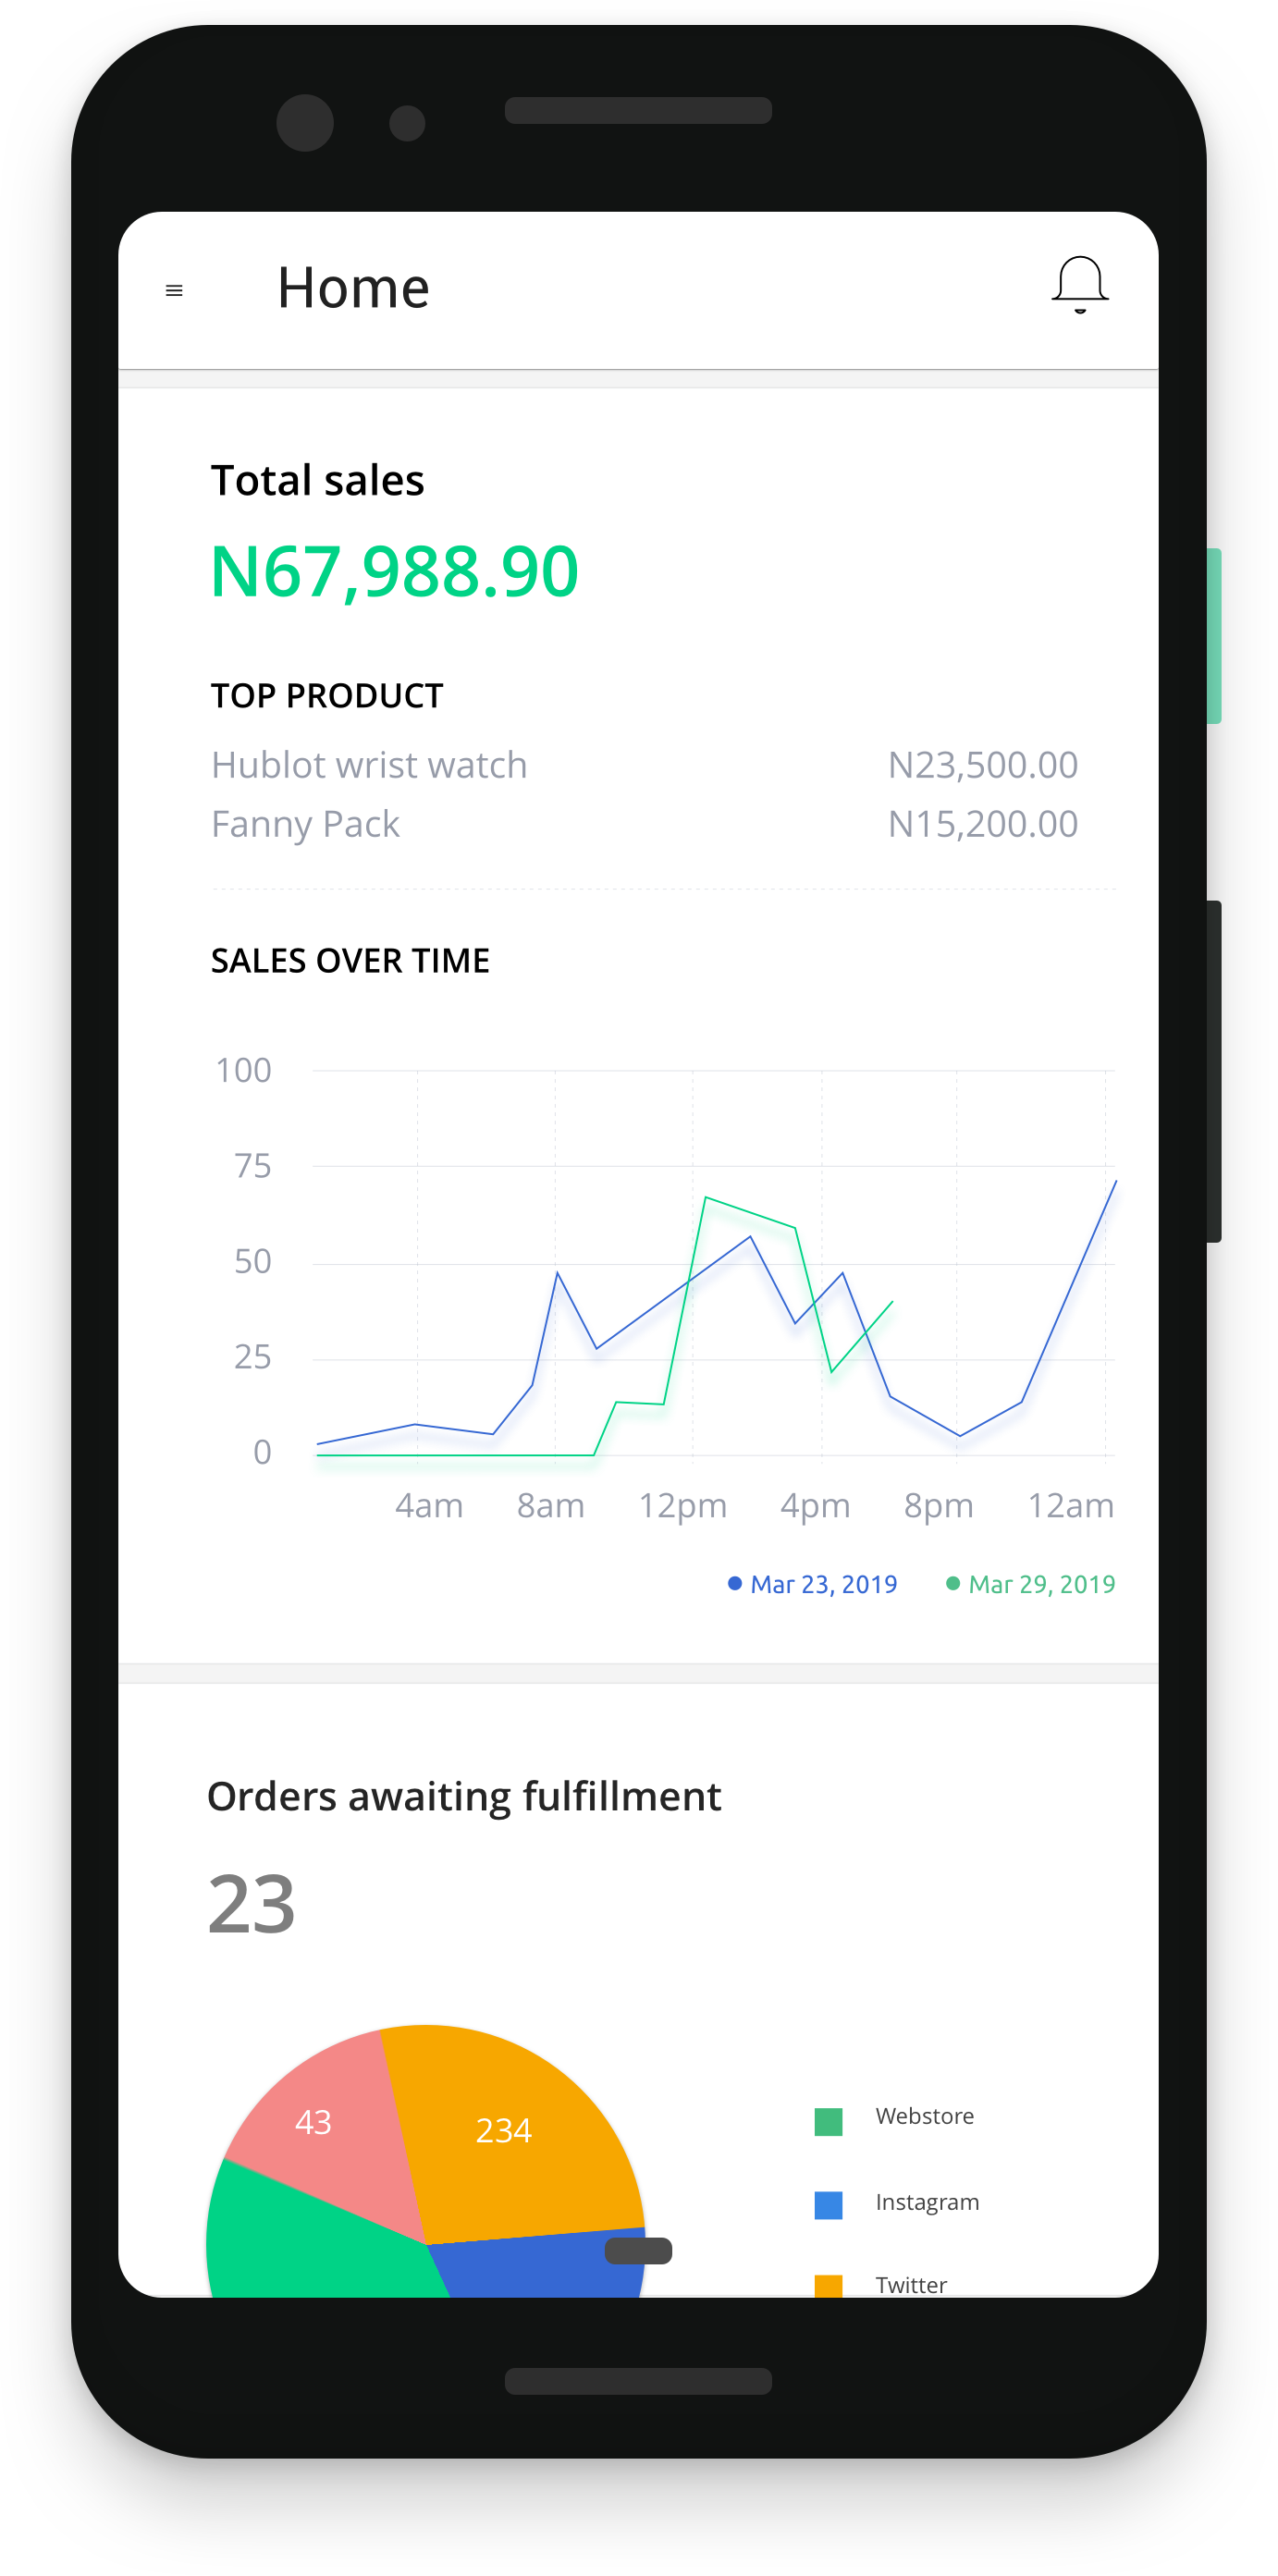 Home
Total sales
N67,988.90
TOP PRODUCT
Hublot wrist watch N23,500.00
Fanny Pack N15,200.00
SALES OVER TIME
100
75
50
25
0
4am 8am 12pm 4pm 8pm 12am
Mar 23, 2019 Mar 29, 2019
Orders awaiting fulfillment
23
43 234
Webstore
Instagram
Twitter